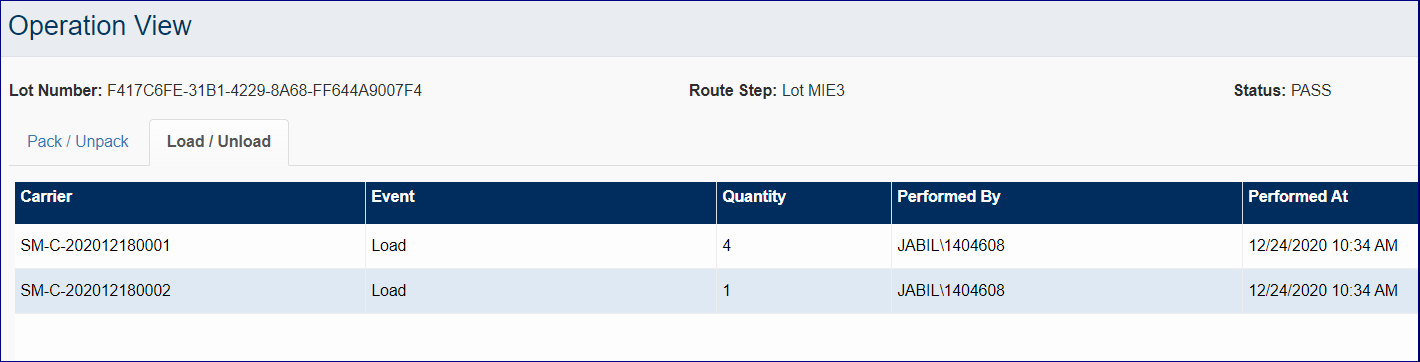 Operation View
Lot Number: F417C6FE-31B1-4229-8A68-FF644A9007F4 Route Step: Lot MIE3 Status: PASS
Pack / Unpack Load / Unload
Carrier Event Quantity Performed By Performed At
SM-C-202012180001 Load 4 JABIL\1404608 12/24/2020 10:34 AM
SM-C-202012180002 Load 1 JABIL\1404608 12/24/2020 10:34 AM